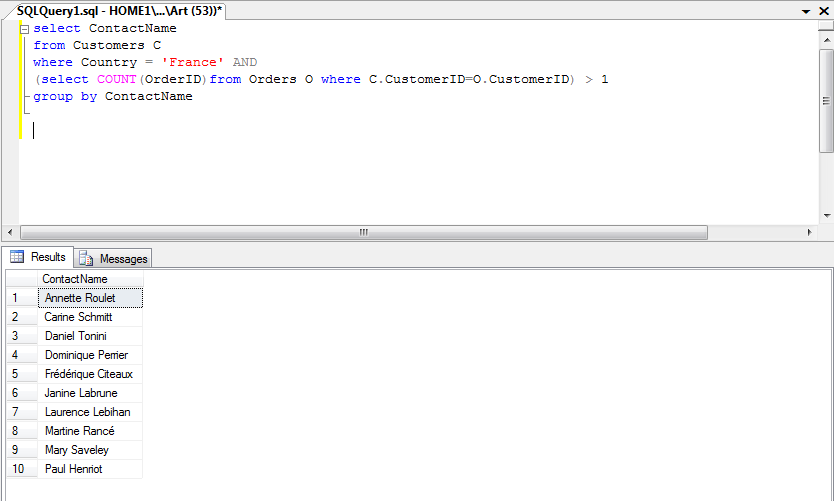 SQLQuery1.sql - HOME1\...\Art (53))*
select ContactName
from Customers C
where Country = 'France' AND
(select COUNT(OrderID)from Orders O where C.CustomerID=O.CustomerID) > 1
group by ContactName
Results
Messages
ContactName
1 Annette Roulet
2 Carine Schmitt
3 Daniel Tonini
4 Dominique Perrier
5 Frédérique Citeaux
6 Janine Labrune
7 Laurence Lebihan
8 Martine Rancé
9 Mary Saveley
10 Paul Henriot